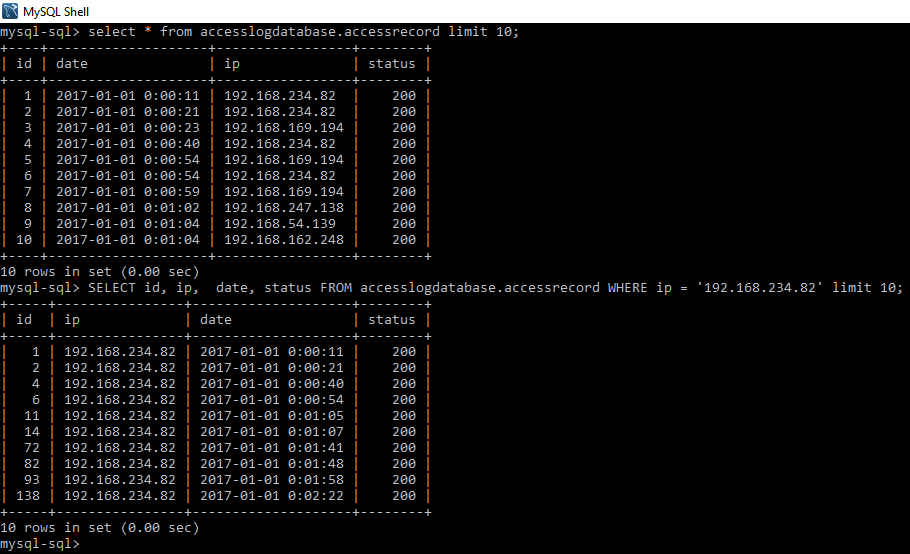 MySQL Shell
mysql-sql> select * from accesslogdatabase.accessrecord limit 10;
+----+--------------------+-----------------+--------+
| id | date               | ip              | status |
+----+--------------------+-----------------+--------+
|  1 | 2017-01-01 0:00:11 | 192.168.234.82  |    200 |
|  2 | 2017-01-01 0:00:21 | 192.168.234.82  |    200 |
|  3 | 2017-01-01 0:00:23 | 192.168.169.194 |    200 |
|  4 | 2017-01-01 0:00:40 | 192.168.234.82  |    200 |
|  5 | 2017-01-01 0:00:54 | 192.168.169.194 |    200 |
|  6 | 2017-01-01 0:00:54 | 192.168.234.82  |    200 |
|  7 | 2017-01-01 0:00:59 | 192.168.169.194 |    200 |
|  8 | 2017-01-01 0:01:02 | 192.168.247.138 |    200 |
|  9 | 2017-01-01 0:01:04 | 192.168.54.139  |    200 |
| 10 | 2017-01-01 0:01:04 | 192.168.162.248 |    200 |
+----+--------------------+-----------------+--------+
10 rows in set (0.00 sec)
mysql-sql> SELECT id, ip,  date, status FROM accesslogdatabase.accessrecord WHERE ip = '192.168.234.82' limit 10;
+-----+----------------+--------------------+--------+
| id  | ip             | date               | status |
+-----+----------------+--------------------+--------+
|   1 | 192.168.234.82 | 2017-01-01 0:00:11 |    200 |
|   2 | 192.168.234.82 | 2017-01-01 0:00:21 |    200 |
|   4 | 192.168.234.82 | 2017-01-01 0:00:40 |    200 |
|   6 | 192.168.234.82 | 2017-01-01 0:00:54 |    200 |
|  11 | 192.168.234.82 | 2017-01-01 0:01:05 |    200 |
|  14 | 192.168.234.82 | 2017-01-01 0:01:07 |    200 |
|  72 | 192.168.234.82 | 2017-01-01 0:01:41 |    200 |
|  82 | 192.168.234.82 | 2017-01-01 0:01:48 |    200 |
|  93 | 192.168.234.82 | 2017-01-01 0:01:58 |    200 |
| 138 | 192.168.234.82 | 2017-01-01 0:02:22 |    200 |
+-----+----------------+--------------------+--------+
10 rows in set (0.00 sec)
mysql-sql>